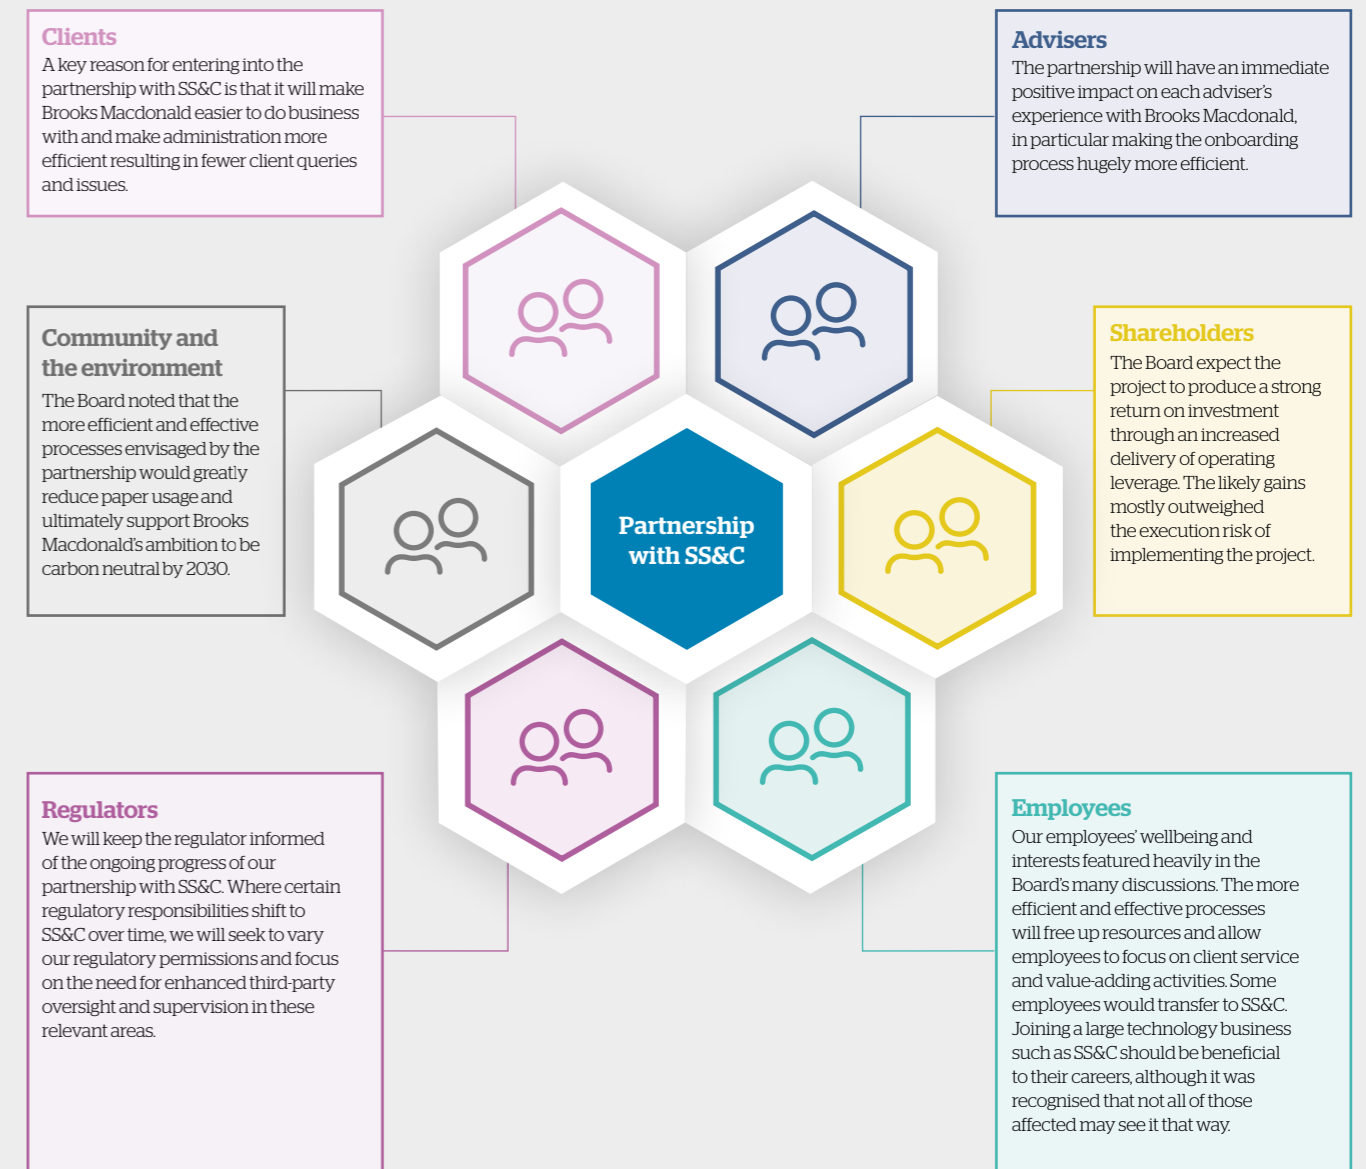 Clients
A key reason for entering into the
partnership with SS&C is that it will make
Brooks Macdonald easier to do business
with and make administration more
efficient resulting in fewer client queries
and issues.
Advisers
The partnership will have an immediate
positive impact on each adviser's
experience with Brooks Macdonald,
in particular making the onboarding
process hugely more efficient.
Community and
the environment
The Board noted that the
more efficient and effective
processes envisaged by the
partnership would greatly
reduce paper usage and
ultimately support Brooks
Macdonald's ambition to be
carbon neutral by 2030.
Partnership
with SS&C
Shareholders
The Board expect the
project to produce a strong
return on investment
through an increased
delivery of operating
leverage. The likely gains
mostly outweighed
the execution risk of
implementing the project.
Regulators
We will keep the regulator informed
of the ongoing progress of our
partnership with SS&C. Where certain
regulatory responsibilities shift to
SS&C over time, we will seek to vary
our regulatory permissions and focus
on the need for enhanced third-party
oversight and supervision in these
relevant areas.
Employees
Our employees' wellbeing and
interests featured heavily in the
Board's many discussions. The more
efficient and effective processes
will free up resources and allow
employees to focus on client service
and value-adding activities. Some
employees would transfer to SS&C.
Joining a large technology business
such as SS&C should be beneficial
to their careers, although it was
recognised that not all of those
affected may see it that way.